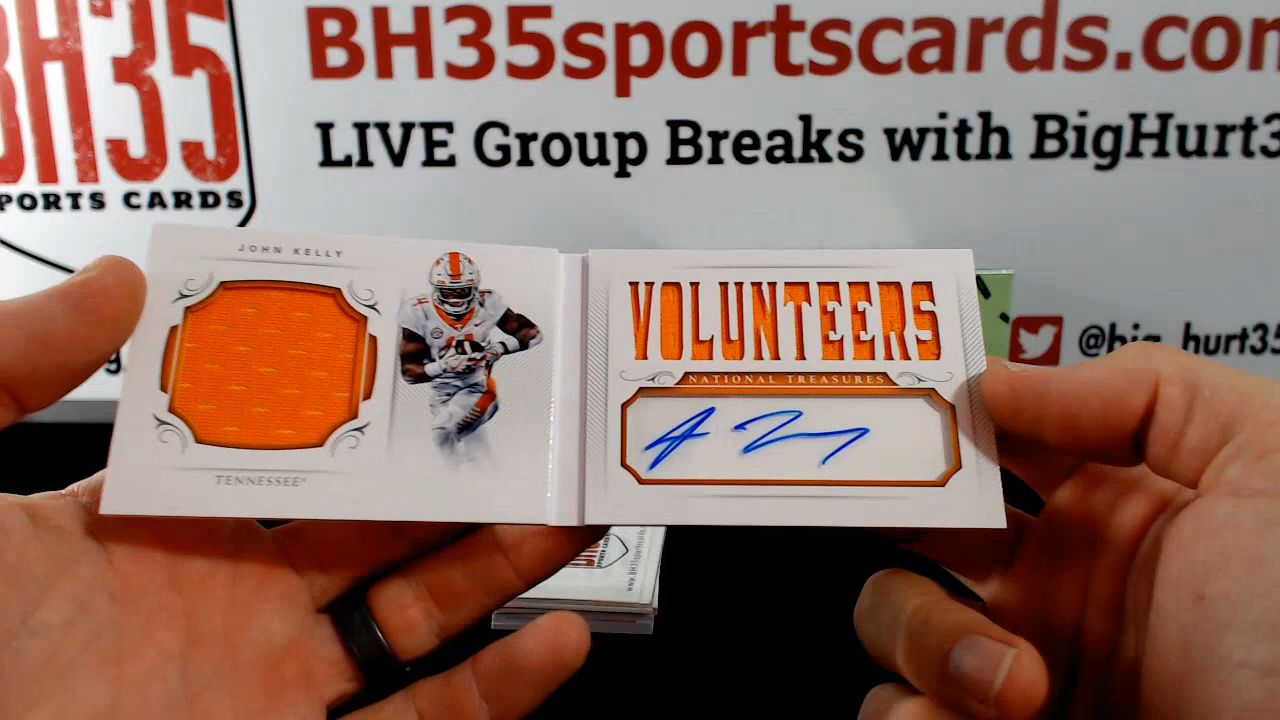 BH35
PORTS CARDS
BH35sportscards.com
LIVE Group Breaks with BigHurt3
@big_hurt35
JOHN KELLY
TENNESSEE
VOLUNTEERS
NATIONAL TREASURES